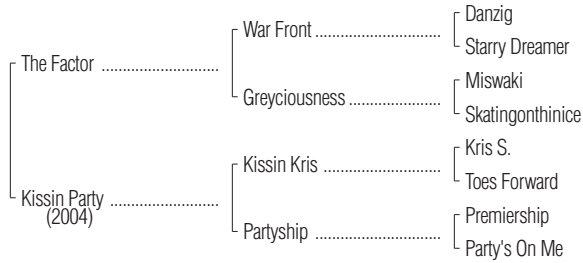 Danzig
War Front
Starry Dreamer
The Factor
Miswaki
Greyciousness
Skatingonthinice
Kris S.
Kissin Kris
Toes Forward
Kissin Party
(2004)
Premiership
Partyship
Party's On Me